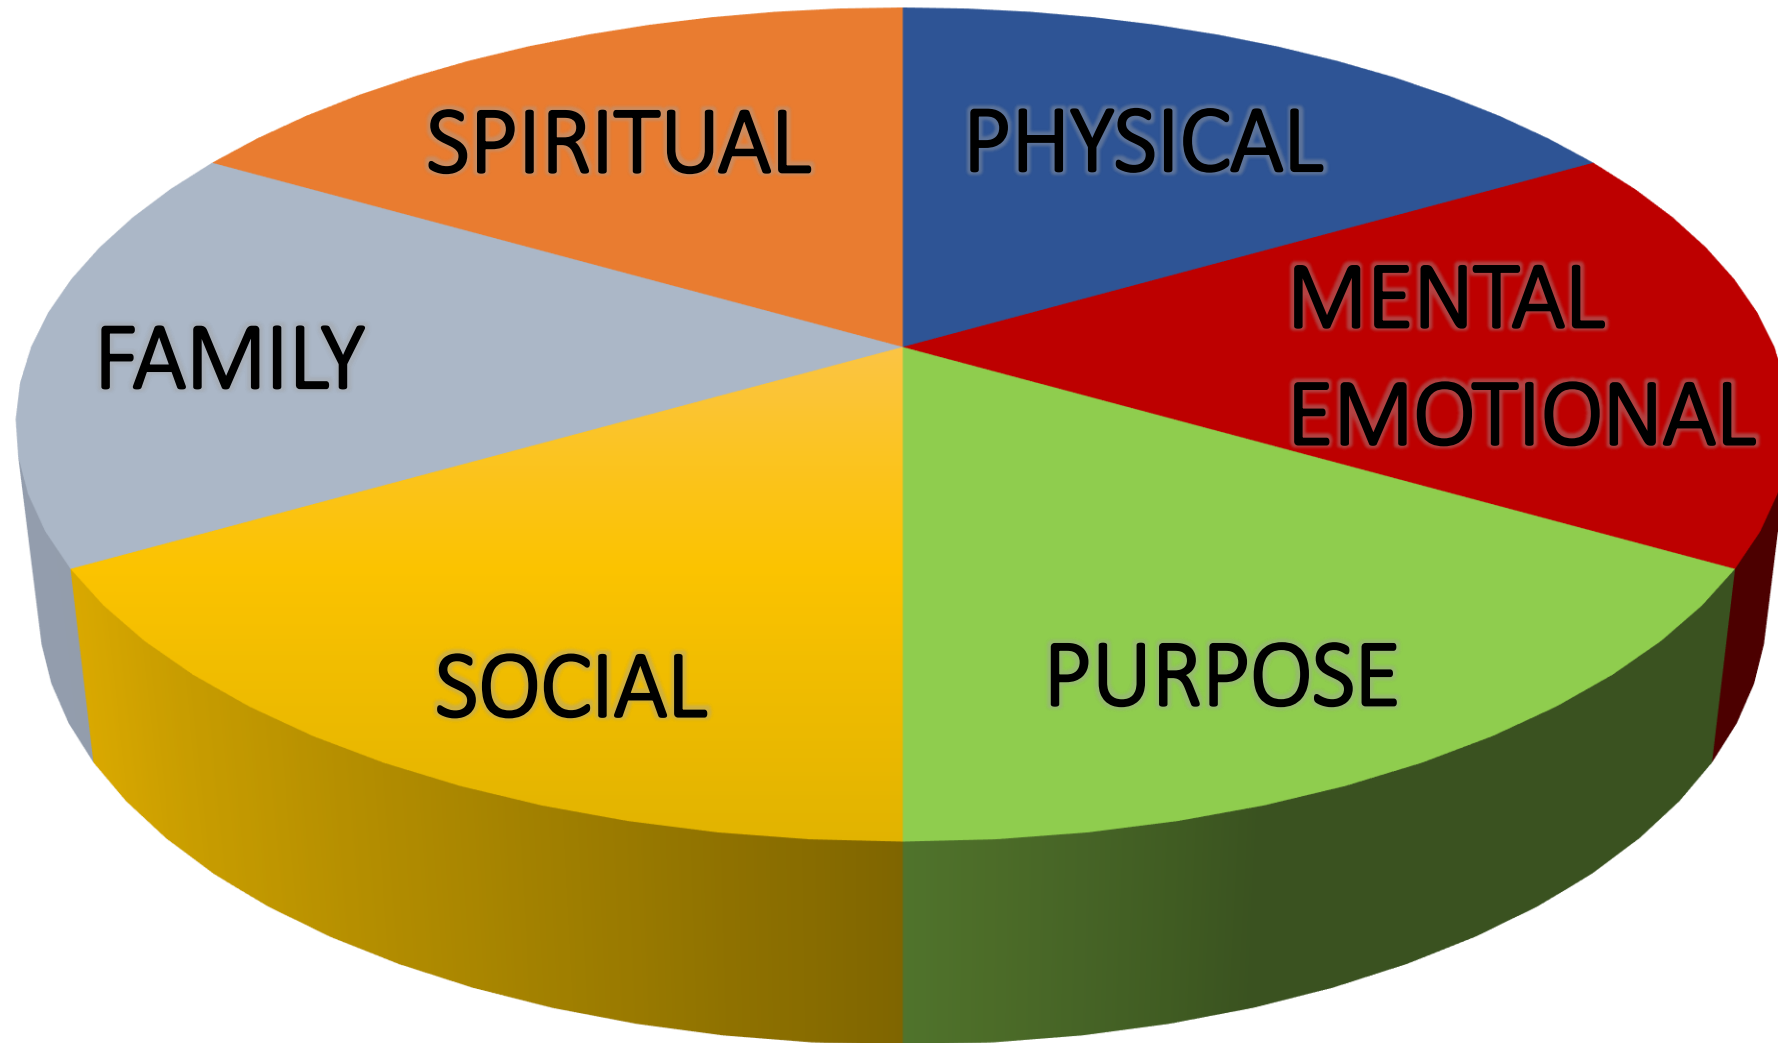 SPIRITUAL
PHYSICAL
MENTAL
EMOTIONAL
FAMILY
SOCIAL
PURPOSE